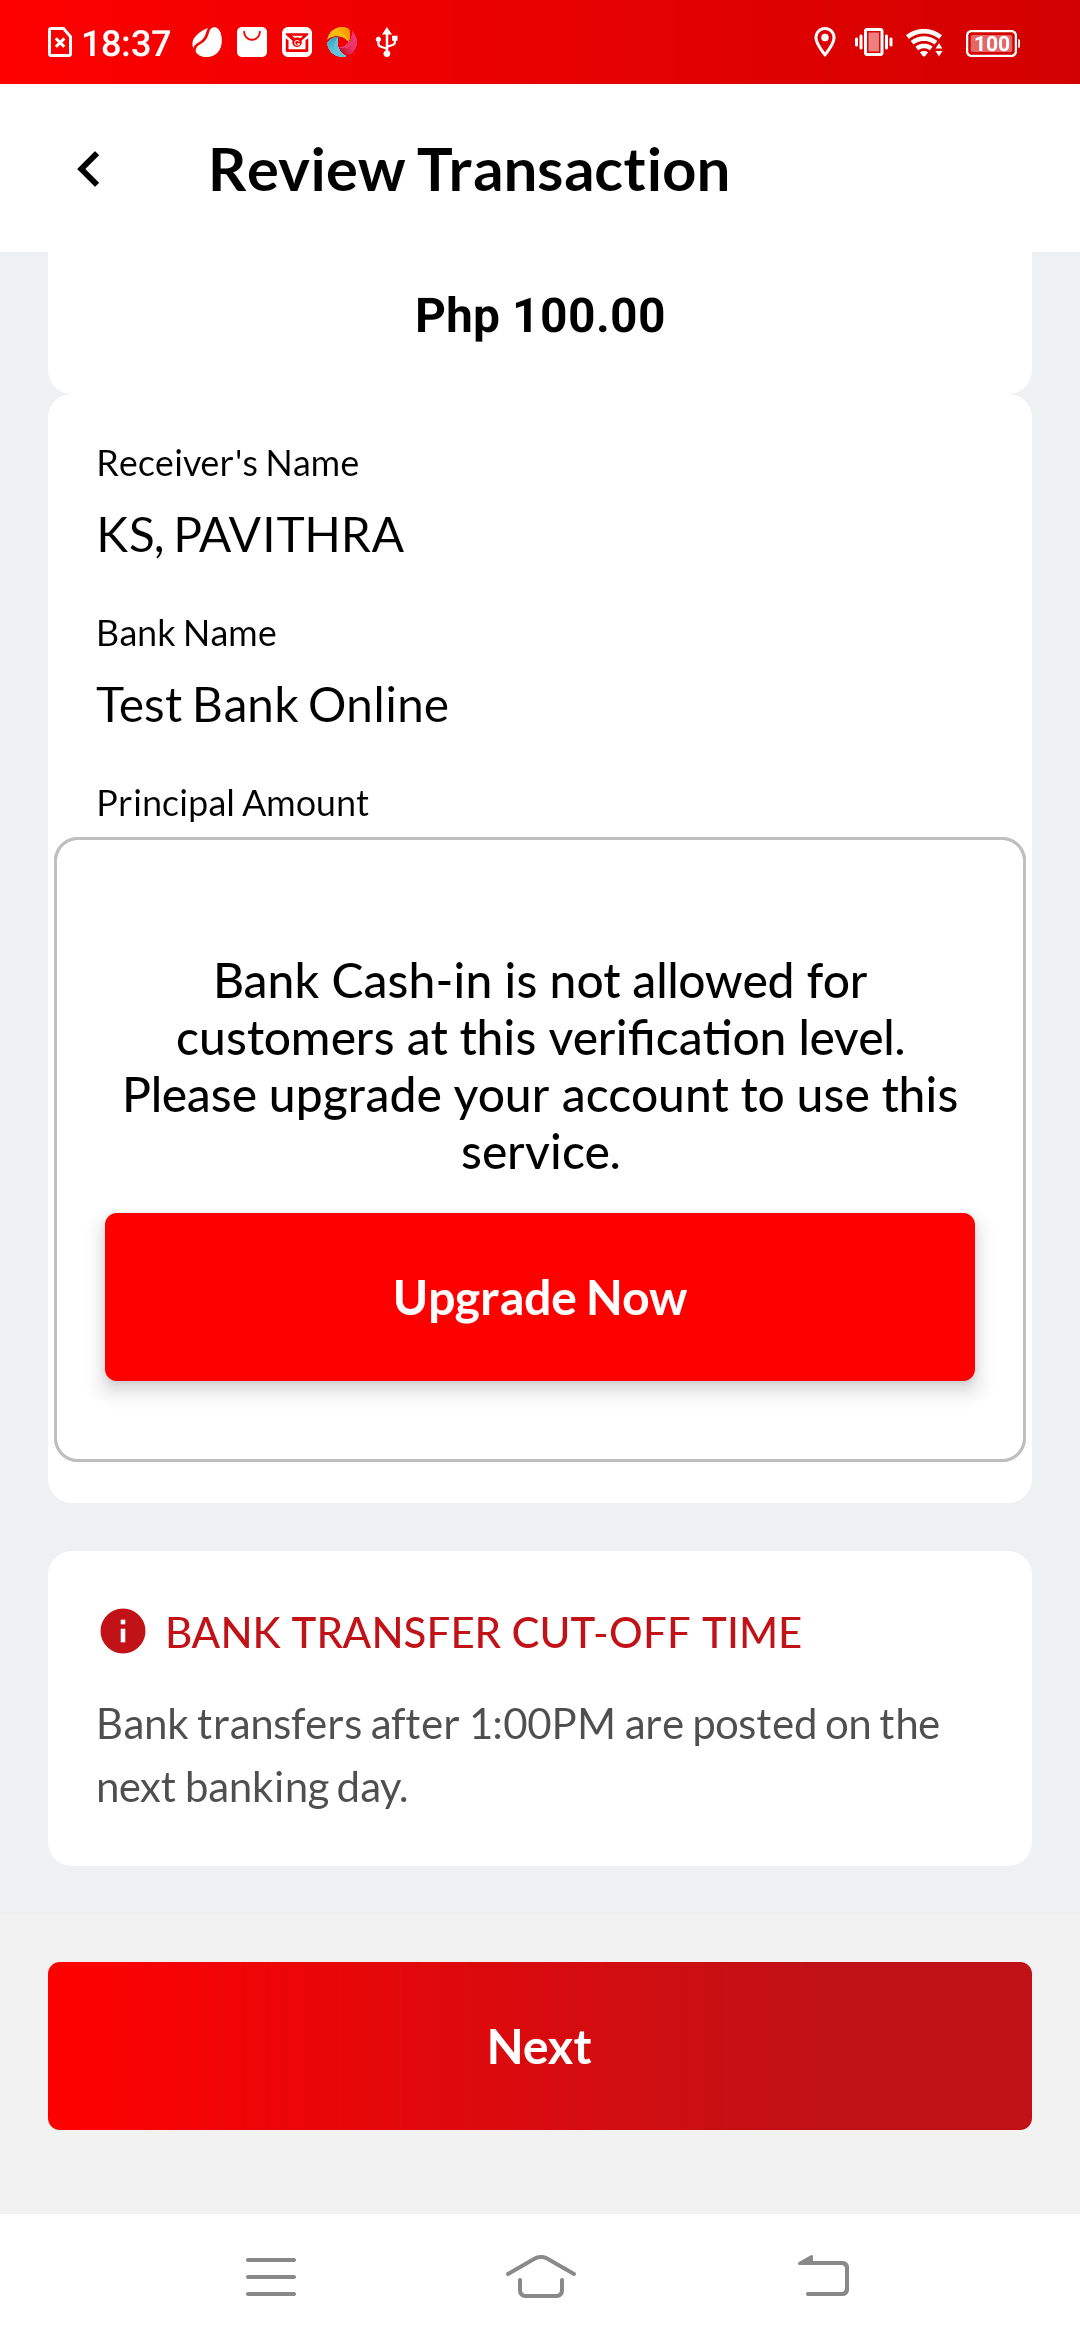 18:37
100
Review Transaction
Php 100.00
Receiver's Name
KS, PAVITHRA
Bank Name
Test Bank Online
Principal Amount
Bank Cash-in is not allowed for
customers at this verification level.
Please upgrade your account to use this
service.
Upgrade Now
BANK TRANSFER CUT-OFF TIME
Bank transfers after 1:00PM are posted on the
next banking day.
Next